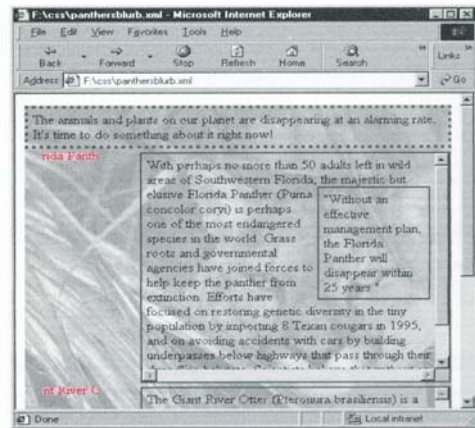 F:\css\panthersblurb.xml - Microsoft Internet Explorer
File Edit View Favorites Tools Help
Back Forward Stop Refresh Home Search Links
Address F:\css\panthersblurb.xml Go
The animals and plants on our planet are disappearing at an alarming rate.
It's time to do something about it right now!
rida Panth
With perhaps no more than 50 adults left in wild
areas of Southwestern Florida, the majestic but
elusive Florida Panther (Puma
concolor coryi) is perhaps
one of the most endangered
species in the world. Grass
roots and governmental
agencies have joined forces to
help keep the panther from
extinction. Efforts have
focused on restoring genetic diversity in the tiny
population by importing 8 Texan cougars in 1995,
and on avoiding accidents with cars by building
underpasses below highways that pass through their
"Without an
effective
management plan,
the Florida
Panther will
disappear within
25 years."
nt River O
The Giant River Otter (Pteronura brasiliensis) is a
Done Local intranet